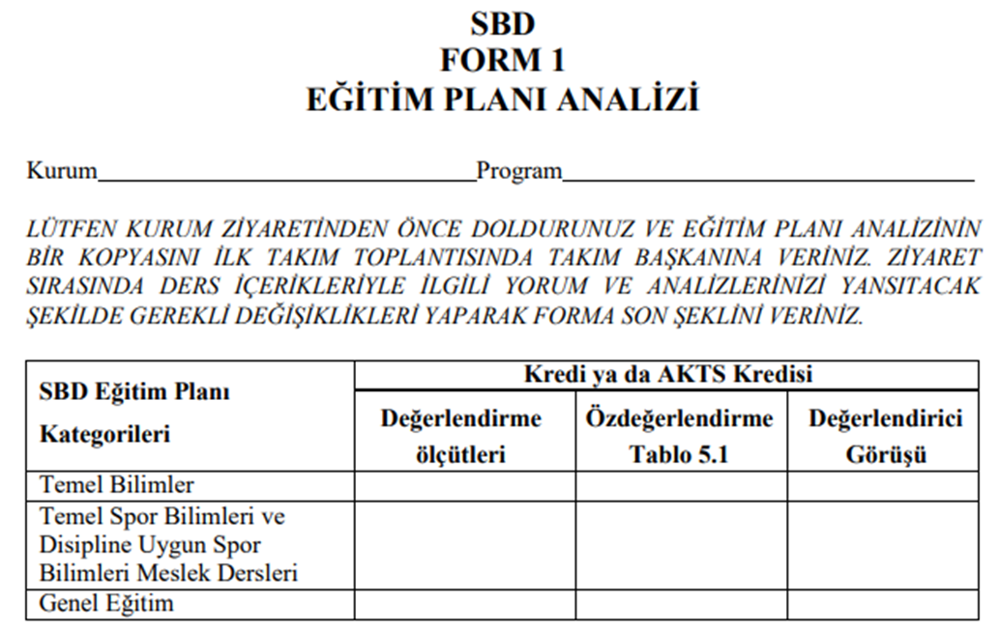 SBD
FORM 1
EĞİTİM PLANI ANALİZİ
Kurum______________________________Program________________________________
LÜTFEN KURUM ZİYARETİNDEN ÖNCE DOLDURUNUZ VE EĞİTİM PLANI ANALİZİNİN
BİR KOPYASINI İLK TAKIM TOPLANTISINDA TAKIM BAŞKANINA VERİNİZ. ZİYARET
SIRASINDA DERS İÇERİKLERİYLE İLGİLİ YORUM VE ANALİZLERİNİZİ YANSITACAK
ŞEKİLDE GEREKLİ DEĞİŞİKLİKLERİ YAPARAK FORMA SON ŞEKLİNİ VERİNİZ.
SBD Eğitim Planı
Kategorileri
Kredi ya da AKTS Kredisi
Değerlendirme
ölçütleri
Özdeğerlendirme
Tablo 5.1
Değerlendirici
Görüşü
Temel Bilimler
Temel Spor Bilimleri ve
Disipline Uygun Spor
Bilimleri Meslek Dersleri
Genel Eğitim